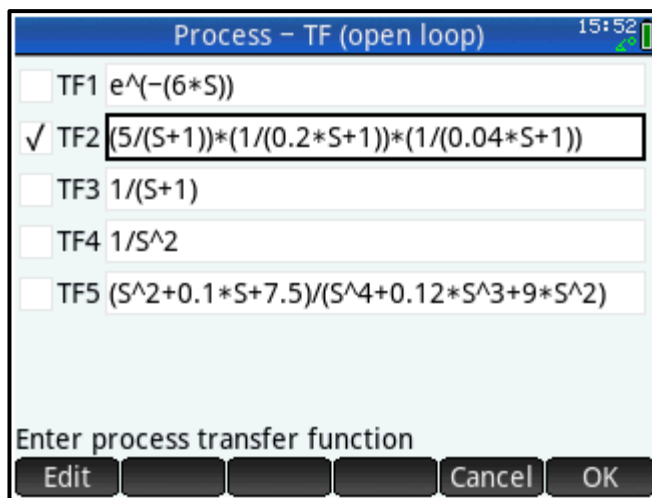 Process – TF (open loop) 15:52
TF1 e^(−(6*S))
√ TF2 (5/(S+1))*(1/(0.2*S+1))*(1/(0.04*S+1))
TF3 1/(S+1)
TF4 1/S^2
TF5 (S^2+0.1*S+7.5)/(S^4+0.12*S^3+9*S^2)
Enter process transfer function
Edit Cancel OK